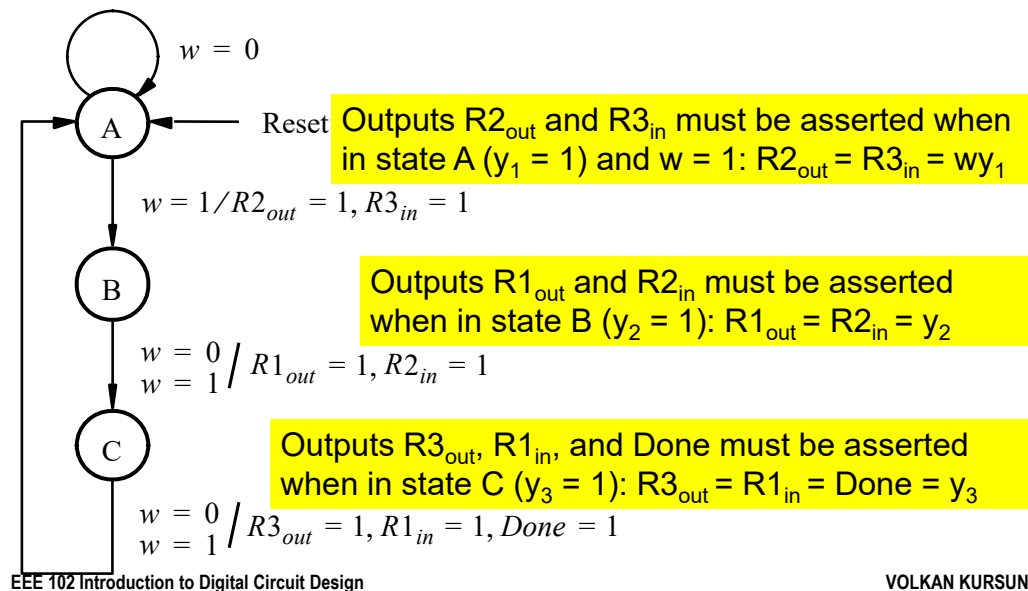 w = 0
A
Reset
Outputs R2out and R3in must be asserted when
in state A (y1 = 1) and w = 1: R2out = R3in = wy1
w = 1/R2out = 1, R3in = 1
B
Outputs R1out and R2in must be asserted
when in state B (y2 = 1): R1out = R2in = y2
w = 0
w = 1 / R1out = 1, R2in = 1
C
Outputs R3out, R1in, and Done must be asserted
when in state C (y3 = 1): R3out = R1in = Done = y3
w = 0
w = 1 / R3out = 1, R1in = 1, Done = 1
EEE 102 Introduction to Digital Circuit Design
VOLKAN KURSUN